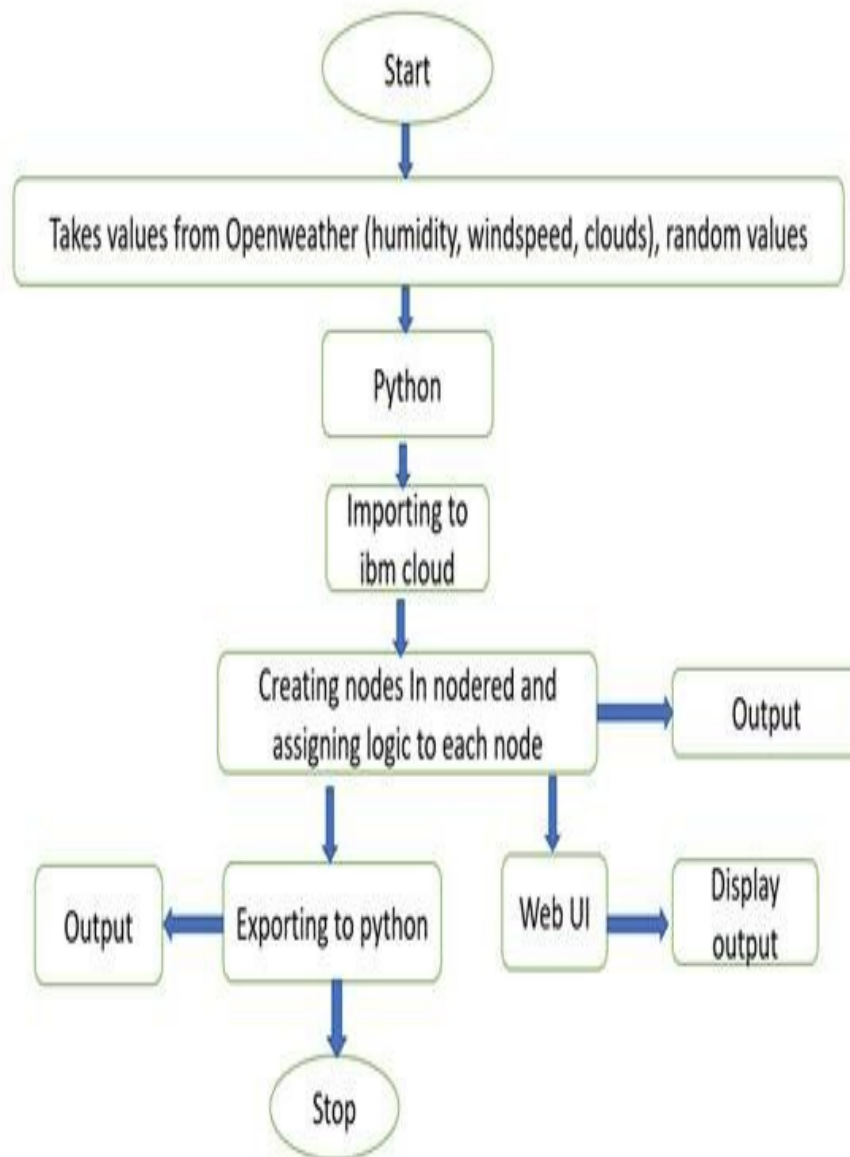 Start
Takes values from Openweather (humidity, windspeed, clouds), random values
Python
Importing to
ibm cloud
Creating nodes In nodered and
assigning logic to each node
Output
Output
Exporting to python
Web UI
Display
output
Stop